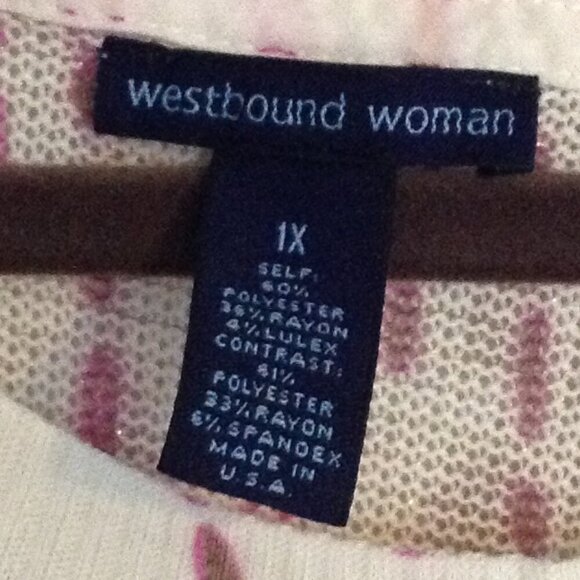 westbound woman
1X
SELF:
60%
POLYESTER
36% RAYON
4% LULEX
CONTRAST:
61%
POLYESTER
33% RAYON
6% SPANDEX
MADE IN
U.S.A.